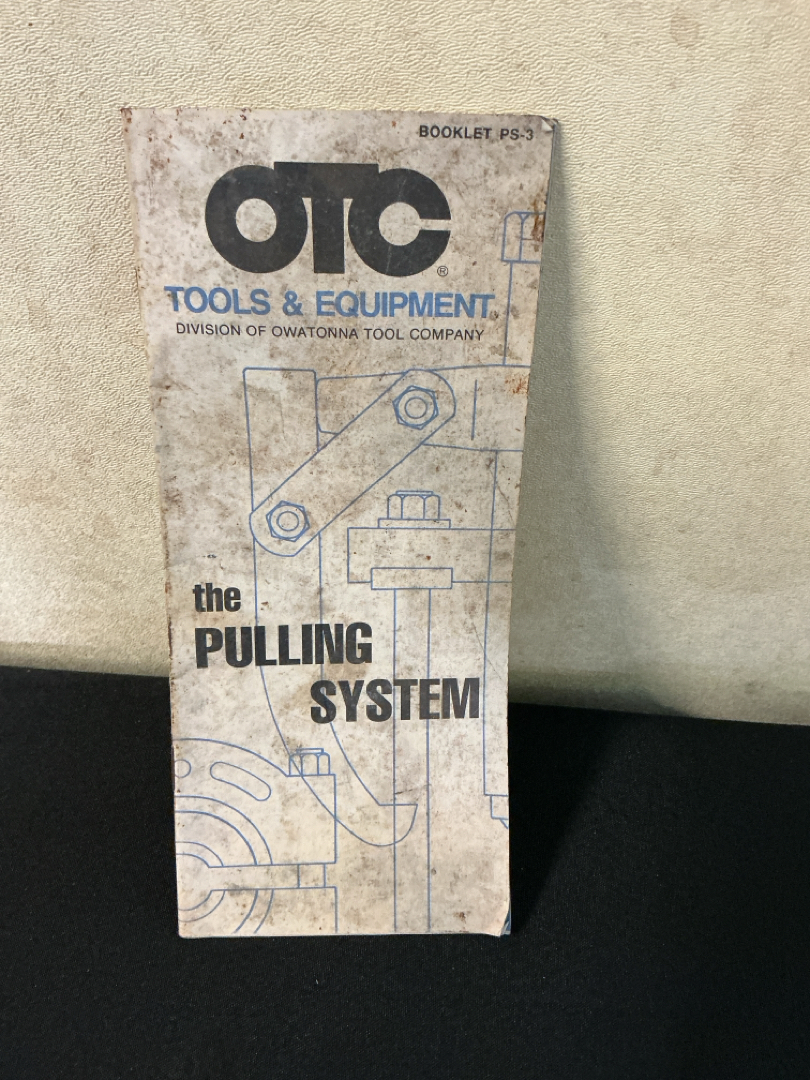 BOOKLET PS-3
OTC®
TOOLS & EQUIPMENT
DIVISION OF OWATONNA TOOL COMPANY
the
PULLING
SYSTEM